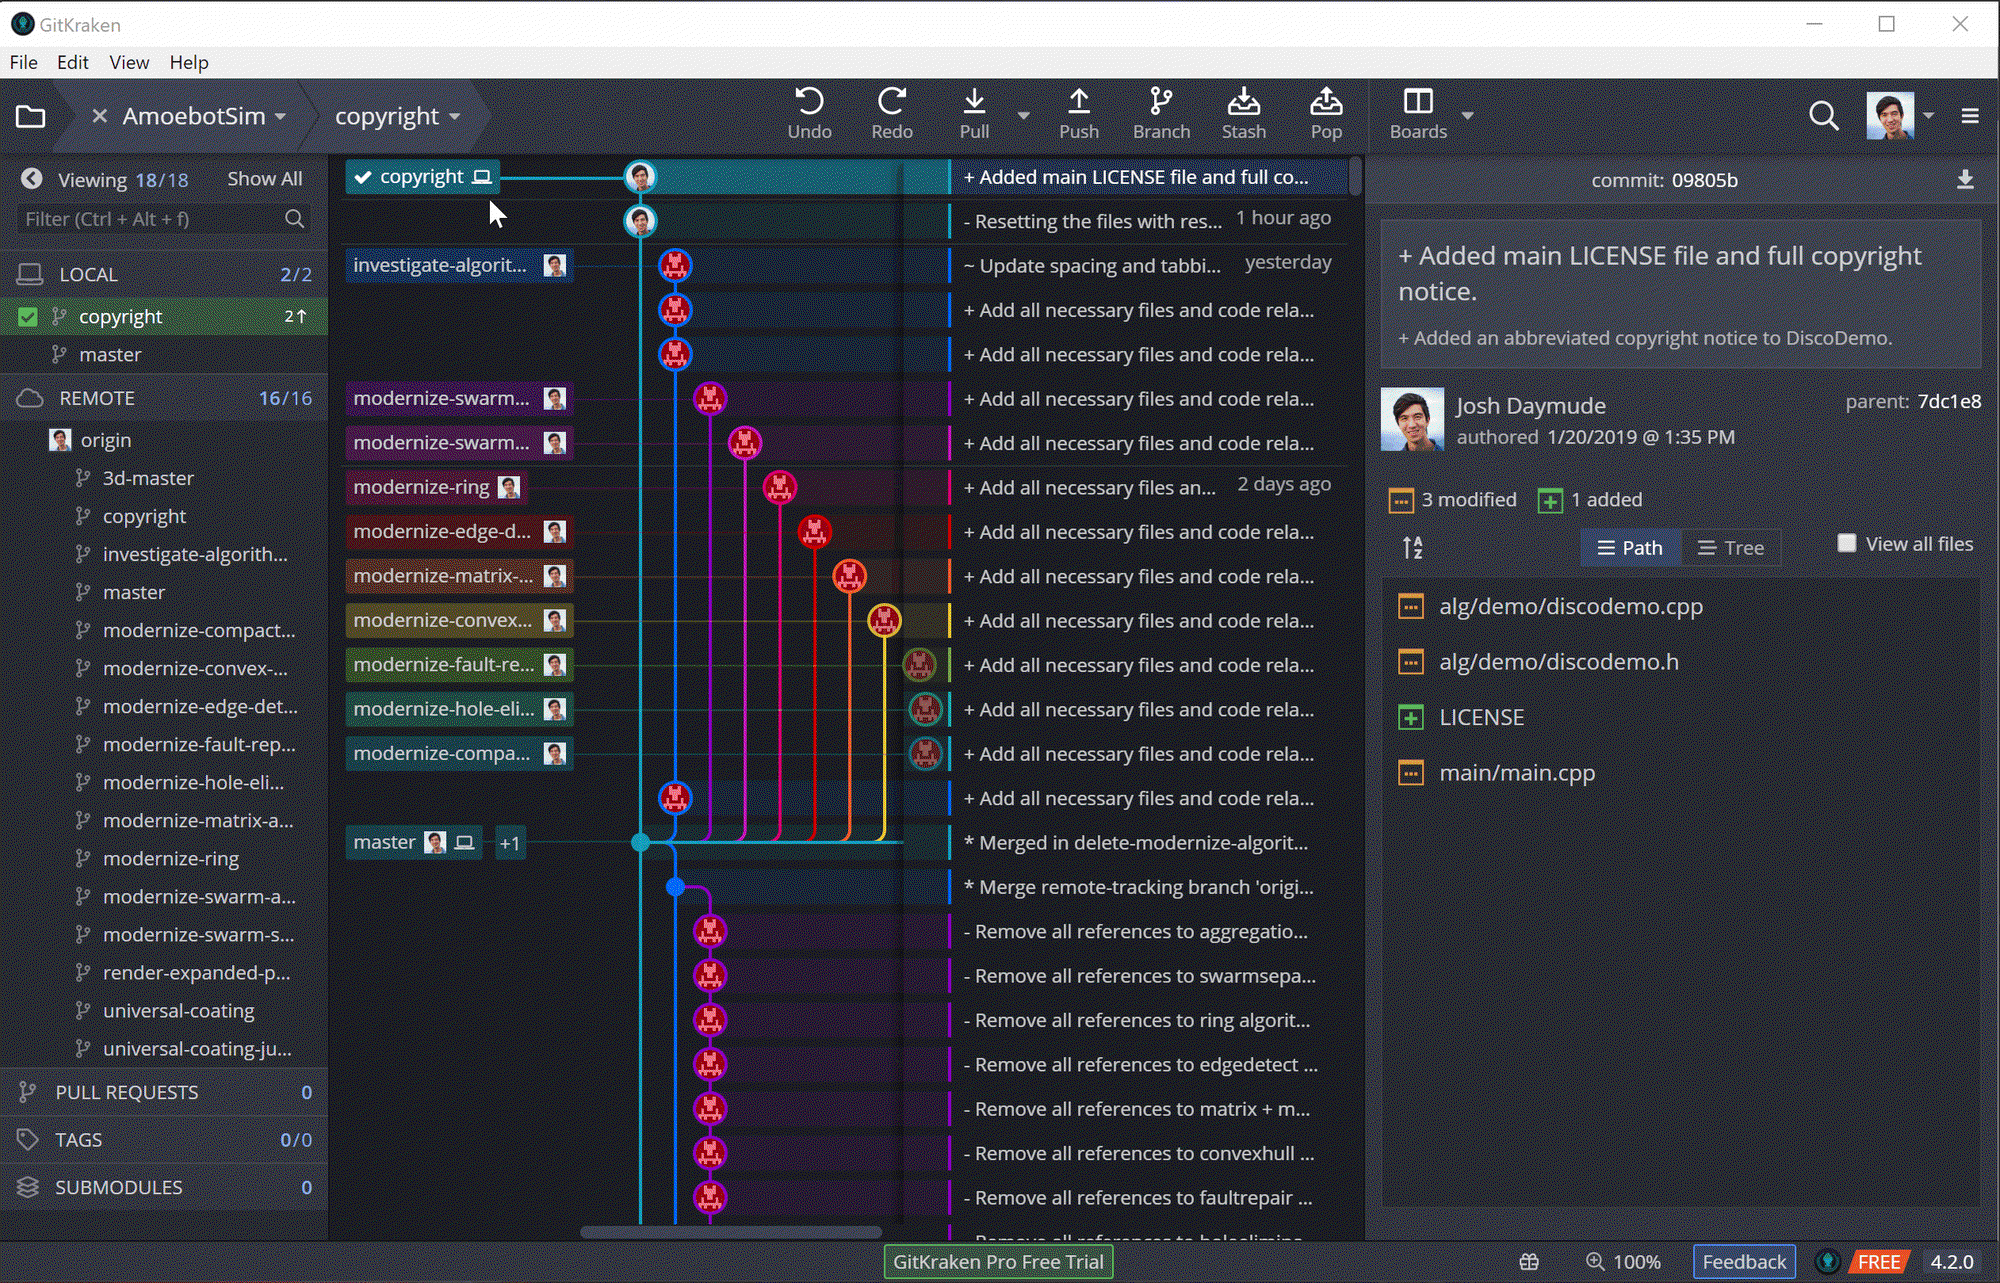 GitKraken
File Edit View Help
AmoebotSim
copyright
Undo
Redo
Pull
Push
Branch
Stash
Pop
Boards
Viewing 18/18 Show All
Filter (Ctrl + Alt + f)
LOCAL 2/2
copyright 2↑
master
REMOTE 16/16
origin
3d-master
copyright
investigate-algorith...
master
modernize-compact...
modernize-convex-...
modernize-edge-det...
modernize-fault-rep...
modernize-hole-eli...
modernize-matrix-a...
modernize-ring
modernize-swarm-a...
modernize-swarm-s...
render-expanded-p...
universal-coating
universal-coating-ju...
PULL REQUESTS 0
TAGS 0/0
SUBMODULES 0
copyright + Added main LICENSE file and full co...
- Resetting the files with res... 1 hour ago
investigate-algorit... ~ Update spacing and tabbi... yesterday
+ Add all necessary files and code rela...
+ Add all necessary files and code rela...
modernize-swarm... + Add all necessary files and code rela...
modernize-swarm... + Add all necessary files and code rela...
modernize-ring + Add all necessary files an... 2 days ago
modernize-edge-d... + Add all necessary files and code rela...
modernize-matrix-... + Add all necessary files and code rela...
modernize-convex... + Add all necessary files and code rela...
modernize-fault-re... + Add all necessary files and code rela...
modernize-hole-eli... + Add all necessary files and code rela...
modernize-compa... + Add all necessary files and code rela...
+ Add all necessary files and code rela...
master +1 * Merged in delete-modernize-algorit...
* Merge remote-tracking branch 'origi...
- Remove all references to aggregatio...
- Remove all references to swarmsepa...
- Remove all references to ring algorit...
- Remove all references to edgedetect ...
- Remove all references to matrix + m...
- Remove all references to convexhull ...
- Remove all references to faultrepair ...
commit: 09805b
+ Added main LICENSE file and full copyright
notice.
+ Added an abbreviated copyright notice to DiscoDemo.
Josh Daymude parent: 7dc1e8
authored 1/20/2019 @ 1:35 PM
3 modified 1 added
Path Tree View all files
alg/demo/discodemo.cpp
alg/demo/discodemo.h
LICENSE
main/main.cpp
GitKraken Pro Free Trial 100% Feedback FREE 4.2.0